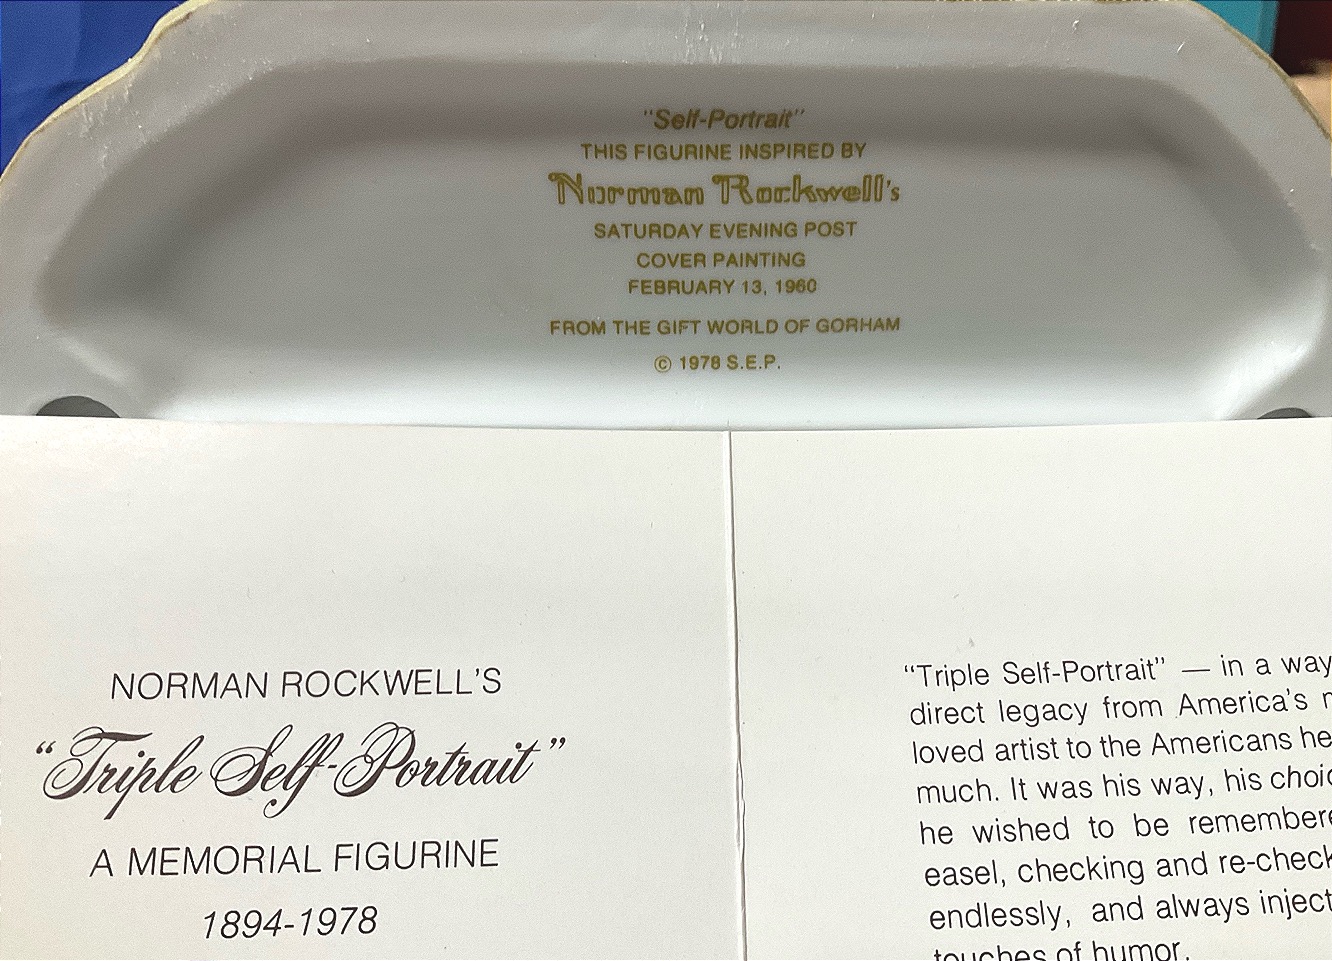 "Self-Portrait"
THIS FIGURINE INSPIRED BY
Norman Rockwell's
SATURDAY EVENING POST
COVER PAINTING
FEBRUARY 13, 1960
FROM THE GIFT WORLD OF GORHAM
© 1978 S.E.P.
NORMAN ROCKWELL'S
“Triple Self-Portrait”
A MEMORIAL FIGURINE
1894-1978
“Triple Self-Portrait” — in a way
direct legacy from America's
loved artist to the Americans he
much. It was his way, his
he wished to be
easel, checking and
endlessly, and always
touches of humor.